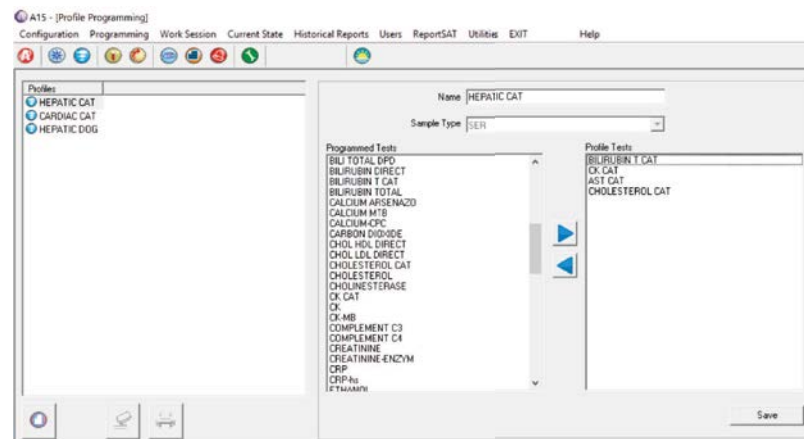 A15 - [Profile Programming]
Configuration Programming Work Session Current State Historical Reports Users ReportSAT Utilities EXIT Help
Profiles
HEPATIC CAT
CARDIAC CAT
HEPATIC DOG
Name HEPATIC CAT
Sample Type SER
Programmed Tests
BILI TOTAL DPD
BILIRUBIN DIRECT
BILIRUBIN T CAT
BILIRUBIN TOTAL
CALCIUM ARSENAZO
CALCIUM MTB
CALCIUM-CPC
CARBON DIOXIDE
CHOL HDL DIRECT
CHOL LDL DIRECT
CHOLESTEROL CAT
CHOLESTEROL
CHOLINESTERASE
CK CAT
CK
CK-MB
COMPLEMENT C3
COMPLEMENT C4
CREATININE
CREATININE-ENZYM
CRP
CRP-hs
ETHANOL
Profile Tests
BILIRUBIN T CAT
CK CAT
AST CAT
CHOLESTEROL CAT
Save